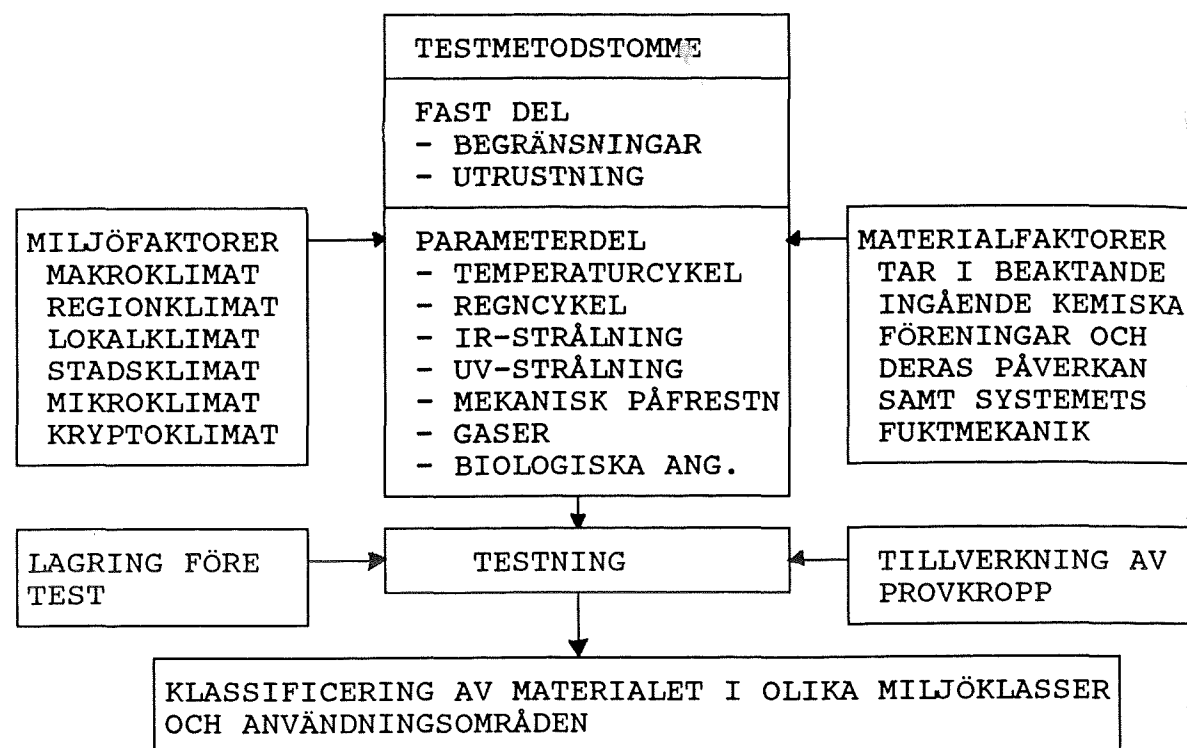 TESTMETODSTOMME
FAST DEL
- BEGRÄNSNINGAR
- UTRUSTNING
MILJÖFAKTORER
MAKROKLIMAT
REGIONKLIMAT
LOKALKLIMAT
STADSKLIMAT
MIKROKLIMAT
KRYPTOKLIMAT
PARAMETERDEL
- TEMPERATURCYKEL
- REGNCYKEL
- IR-STRÅLNING
- UV-STRÅLNING
- MEKANISK PÅFRESTN
- GASER
- BIOLOGISKA ANG.
MATERIALFAKTORER
TAR I BEAKTANDE
INGÅENDE KEMISKA
FÖRENINGAR OCH
DERAS PÅVERKAN
SAMT SYSTEMETS
FUKTMEKANIK
LAGRING FÖRE
TEST
TESTNING
TILLVERKNING AV
PROVKROPP
KLASSIFICERING AV MATERIALET I OLIKA MILJÖKLASSER
OCH ANVÄNDNINGSOMRÅDEN